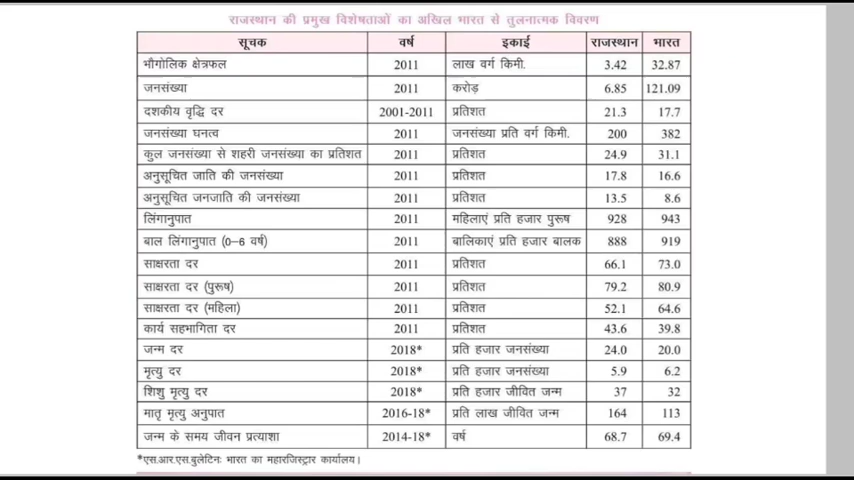 राजस्थान की प्रमुख विशेषताओं का अखिल भारत से तुलनात्मक विवरण
सूचक वर्ष इकाई राजस्थान भारत
भौगोलिक क्षेत्रफल 2011 लाख वर्ग किमी. 3.42 32.87
जनसंख्या 2011 करोड़ 6.85 121.09
दशकीय वृद्धि दर 2001-2011 प्रतिशत 21.3 17.7
जनसंख्या घनत्व 2011 जनसंख्या प्रति वर्ग किमी. 200 382
कुल जनसंख्या से शहरी जनसंख्या का प्रतिशत 2011 प्रतिशत 24.9 31.1
अनुसूचित जाति की जनसंख्या 2011 प्रतिशत 17.8 16.6
अनुसूचित जनजाति की जनसंख्या 2011 प्रतिशत 13.5 8.6
लिंगानुपात 2011 महिलाएं प्रति हजार पुरूष 928 943
बाल लिंगानुपात (0–6 वर्ष) 2011 बालिकाएं प्रति हजार बालक 888 919
साक्षरता दर 2011 प्रतिशत 66.1 73.0
साक्षरता दर (पुरूष) 2011 प्रतिशत 79.2 80.9
साक्षरता दर (महिला) 2011 प्रतिशत 52.1 64.6
कार्य सहभागिता दर 2011 प्रतिशत 43.6 39.8
जन्म दर 2018* प्रति हजार जनसंख्या 24.0 20.0
मृत्यु दर 2018* प्रति हजार जनसंख्या 5.9 6.2
शिशु मृत्यु दर 2018* प्रति हजार जीवित जन्म 37 32
मातृ मृत्यु अनुपात 2016-18* प्रति लाख जीवित जन्म 164 113
जन्म के समय जीवन प्रत्याशा 2014-18* वर्ष 68.7 69.4
*एस.आर.एस.बुलेटिनः भारत का महारजिस्ट्रार कार्यालय।